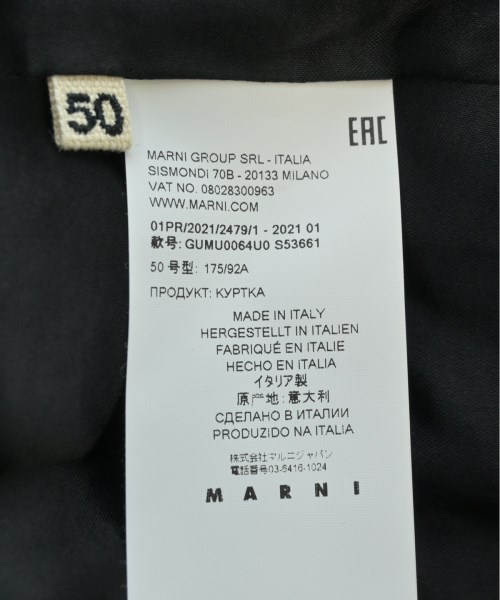 50
EAC
MARNI GROUP SRL - ITALIA
SISMONDI 70B - 20133 MILANO
VAT NO. 08028300963
WWW.MARNI.COM
01PR/2021/2479/1 - 2021 01
款号: GUMU0064U0 S53661
50 号型: 175/92A
ПРОДУКТ: КУРТКА
MADE IN ITALY
HERGESTELLT IN ITALIEN
FABRIQUÉ EN ITALIE
HECHO EN ITALIA
イタリア製
原产地: 意大利
СДЕЛАНО В ИТАЛИИ
PRODUZIDO NA ITALIA
株式会社マルニジャパン
電話番号03-5416-1024
MARNI